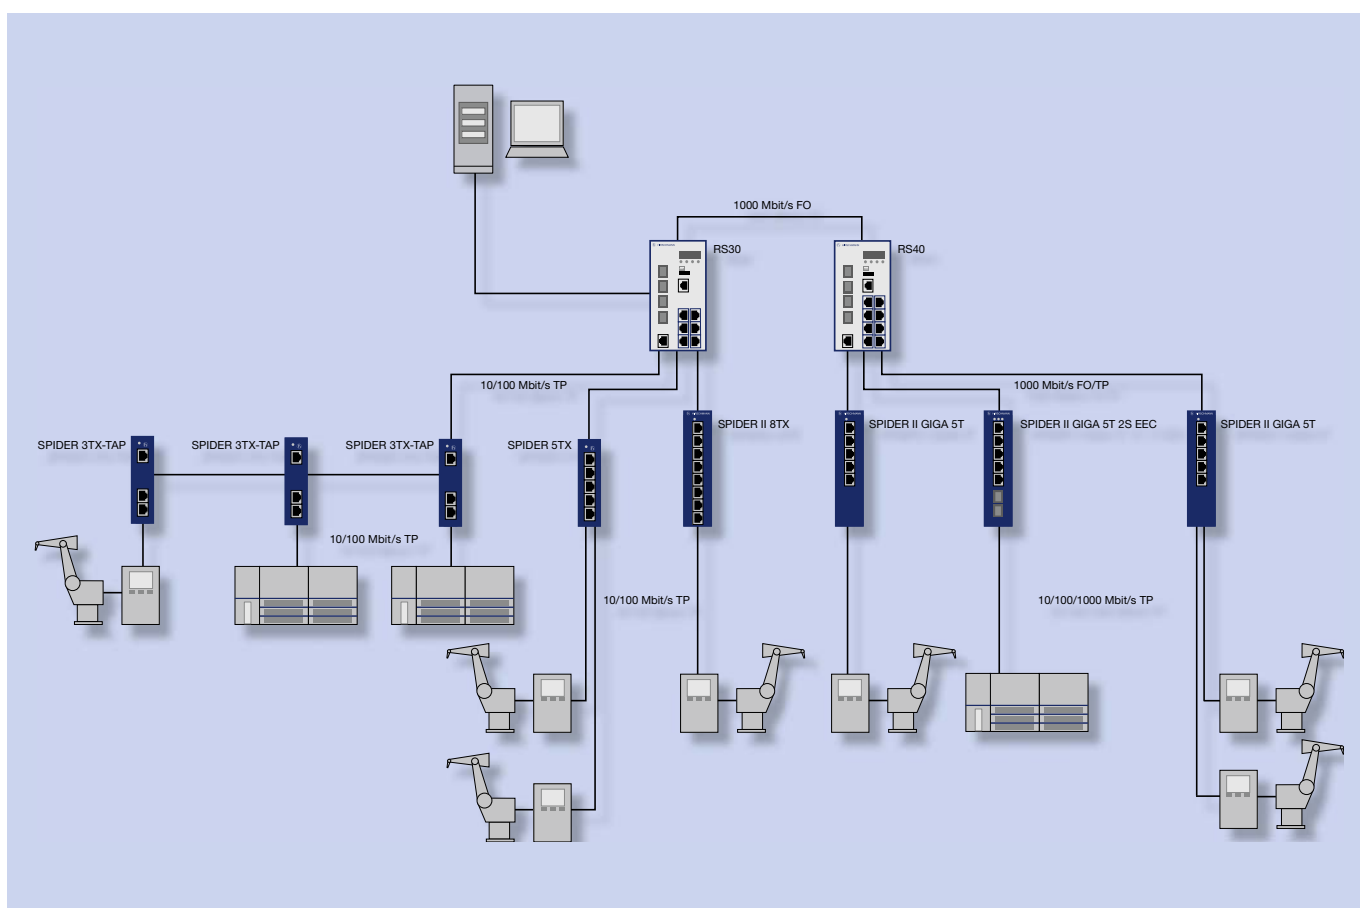 1000 Mbit/s FO
RS30
RS40
10/100 Mbit/s TP
1000 Mbit/s FO/TP
SPIDER 3TX-TAP
SPIDER 3TX-TAP
SPIDER 3TX-TAP
SPIDER 5TX
SPIDER II 8TX
SPIDER II GIGA 5T
SPIDER II GIGA 5T 2S EEC
SPIDER II GIGA 5T
10/100 Mbit/s TP
10/100 Mbit/s TP
10/100/1000 Mbit/s TP